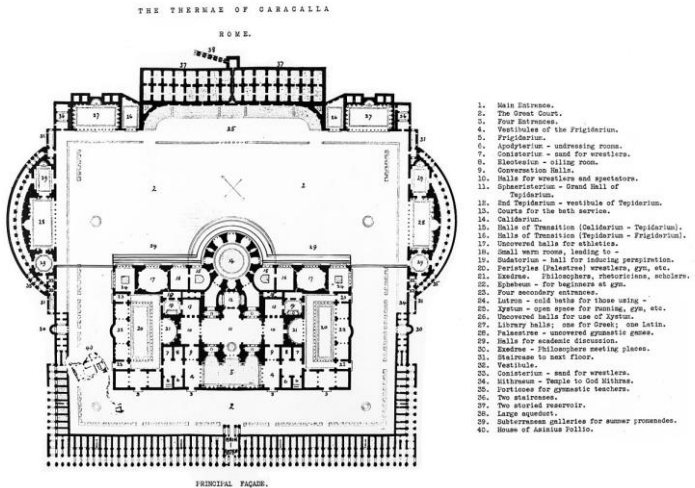 THE THERMAE OF CARACALLA
ROME.
1. Main Entrance.
2. The Great Court.
3. Four Entrances.
4. Vestibules of the Frigidarium.
5. Frigidarium.
6. Apodyterium - undressing rooms.
7. Conisterium - sand for wrestlers.
8. Eleotesion - oiling room.
9. Conversation Halls.
10. Halls for wrestlers and spectators.
11. Sphaeristerium - Grand Hall of
Tepidarium.
12. 2nd Tepidarium - vestibule of Tepidarium.
13. Courts for the bath service.
14. Calidarium.
15. Halls of Transition (Calidarium - Tepidarium).
16. Halls of Transition (Tepidarium - Frigidarium).
17. Uncovered halls for athletics.
18. Small warm rooms, leading to -
19. Sudatorium - hall for inducing perspiration.
20. Peristyles (Palestrae) wrestlers, gym, etc.
21. Exedrae. Philosophers, rhetoricians, scholars.
22. Ephebeum - for beginners at gym.
23. Four secondary entrances.
24. Lutron - cold baths for those using -
25. Xystum - open space for running, gym, etc.
26. Uncovered halls for use of Xystum.
27. Library halls; one for Greek; one Latin.
28. Palaestrae - uncovered gymnastic games.
29. Halls for academic discussion.
30. Exedrae - Philosophers meeting places.
31. Staircase to next floor.
32. Vestibule.
33. Conisterium - sand for wrestlers.
34. Mithraeum - Temple to God Mithras.
35. Porticoes for gymnastic teachers.
36. Two staircases.
37. Two storied reservoir.
38. Large aqueduct.
39. Subterranean galleries for summer promenades.
40. House of Asinius Pollio.
PRINCIPAL FAÇADE.